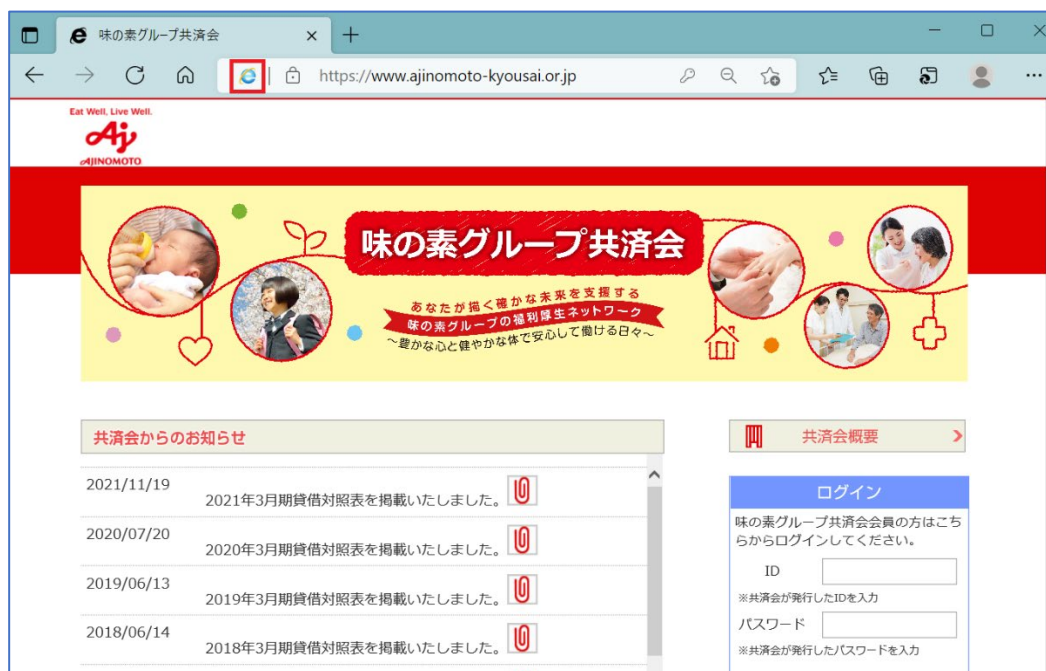 味の素グループ共済会
https://www.ajinomoto-kyousai.or.jp
Eat Well, Live Well.
AJINOMOTO
味の素グループ共済会
あなたが描く確かな未来を支援する
味の素グループの福利厚生ネットワーク
～豊かな心と健やかな体で安心して働ける日々～
共済会からのお知らせ
2021/11/19
2021年3月期貸借対照表を掲載いたしました。
2020/07/20
2020年3月期貸借対照表を掲載いたしました。
2019/06/13
2019年3月期貸借対照表を掲載いたしました。
2018/06/14
2018年3月期貸借対照表を掲載いたしました。
共済会概要
ログイン
味の素グループ共済会会員の方はこち
らからログインしてください。
ID
※共済会が発行したIDを入力
パスワード
※共済会が発行したパスワードを入力